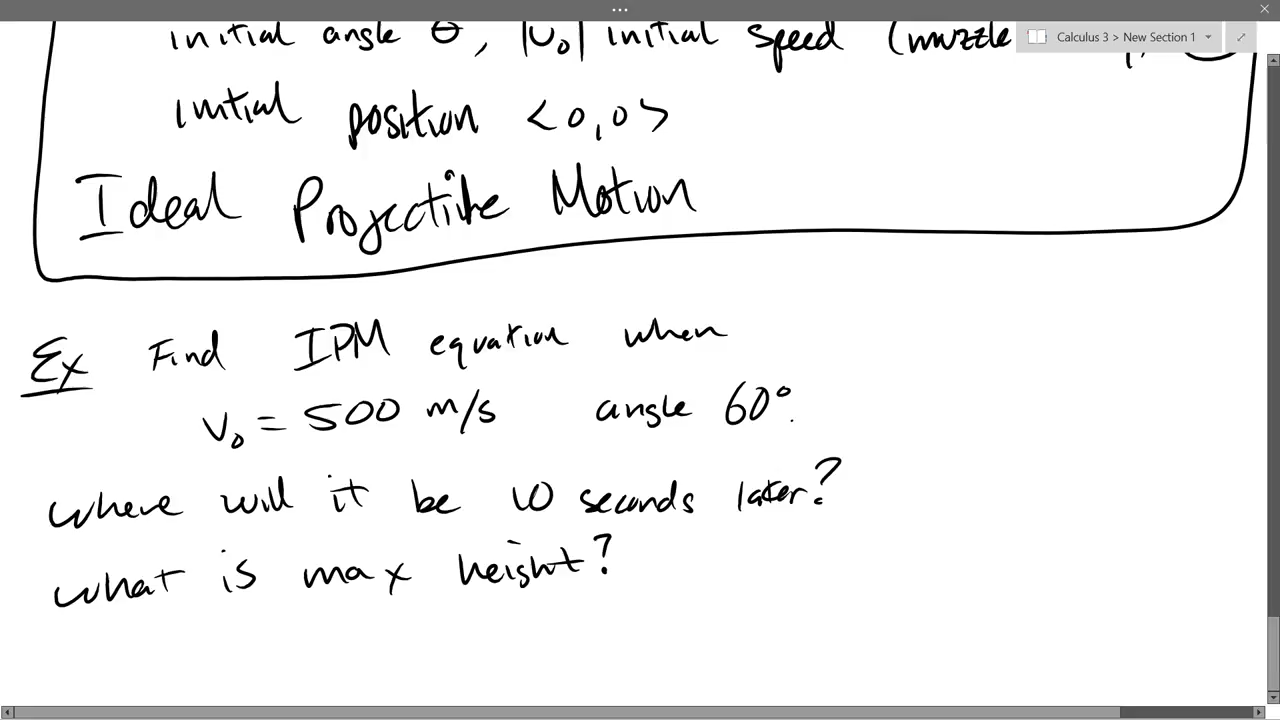 initial angle θ, |v₀| initial speed (muzzle
Calculus 3 > New Section 1
initial position <0,0>
Ideal Projectile Motion
Ex Find IPM equation when
v₀ = 500 m/s angle 60°.
Where will it be 10 seconds later?
What is max height?